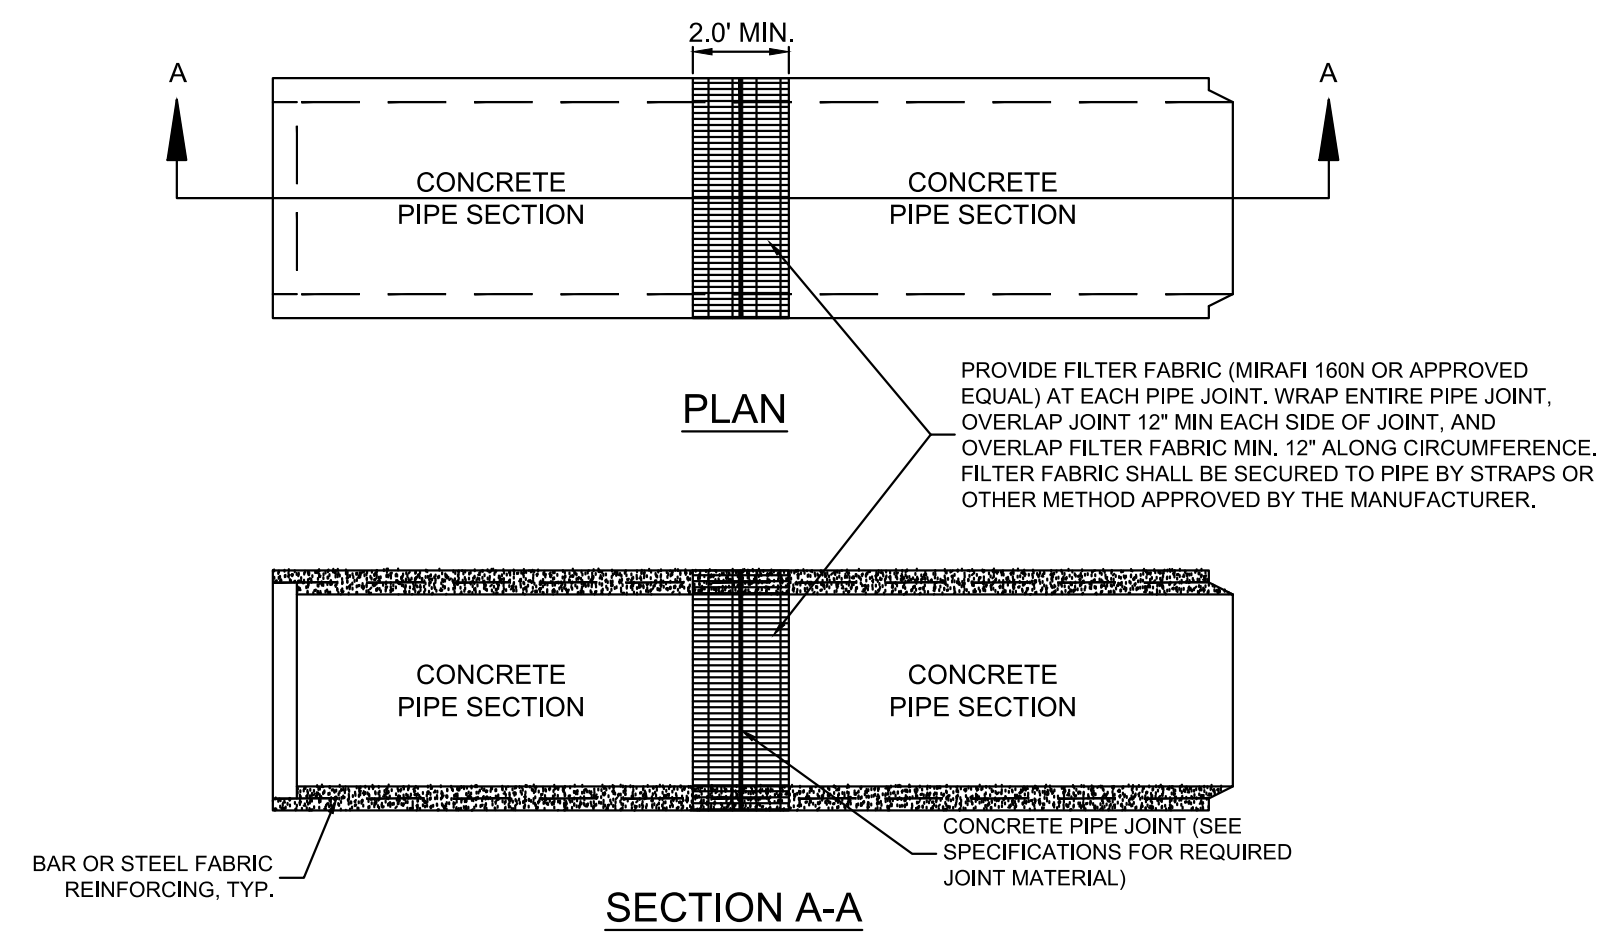 2.0' MIN.
A
A
CONCRETE
PIPE SECTION
CONCRETE
PIPE SECTION
PLAN
PROVIDE FILTER FABRIC (MIRAFI 160N OR APPROVED
EQUAL) AT EACH PIPE JOINT. WRAP ENTIRE PIPE JOINT,
OVERLAP JOINT 12" MIN EACH SIDE OF JOINT, AND
OVERLAP FILTER FABRIC MIN. 12" ALONG CIRCUMFERENCE.
FILTER FABRIC SHALL BE SECURED TO PIPE BY STRAPS OR
OTHER METHOD APPROVED BY THE MANUFACTURER.
CONCRETE
PIPE SECTION
CONCRETE
PIPE SECTION
BAR OR STEEL FABRIC
REINFORCING, TYP.
CONCRETE PIPE JOINT (SEE
SPECIFICATIONS FOR REQUIRED
JOINT MATERIAL)
SECTION A-A